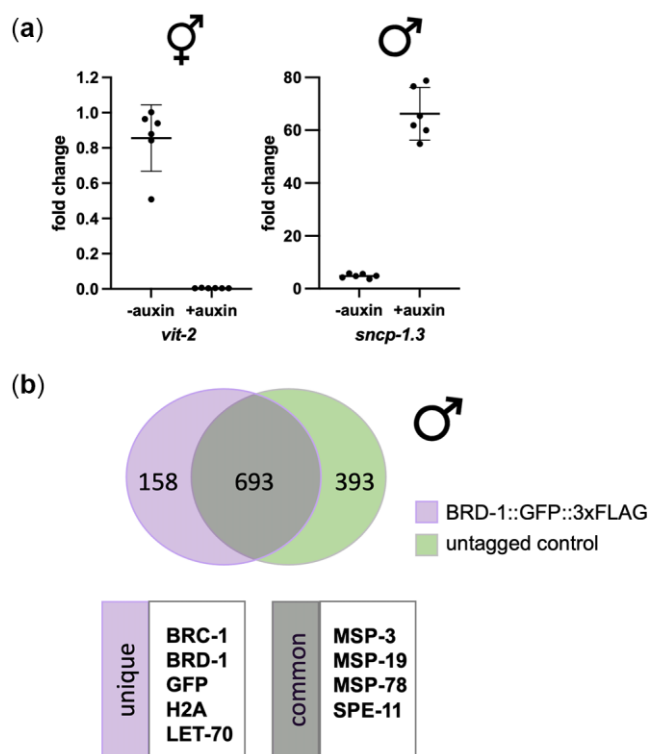 (a)
⚥
♂
fold change
1.2
1.0
0.8
0.6
0.4
0.2
0.0
-auxin +auxin
vit-2
fold change
80
60
40
20
0
-auxin +auxin
sncp-1.3
(b)
♂
158 693 393
BRD-1::GFP::3xFLAG
untagged control
unique
BRC-1
BRD-1
GFP
H2A
LET-70
common
MSP-3
MSP-19
MSP-78
SPE-11